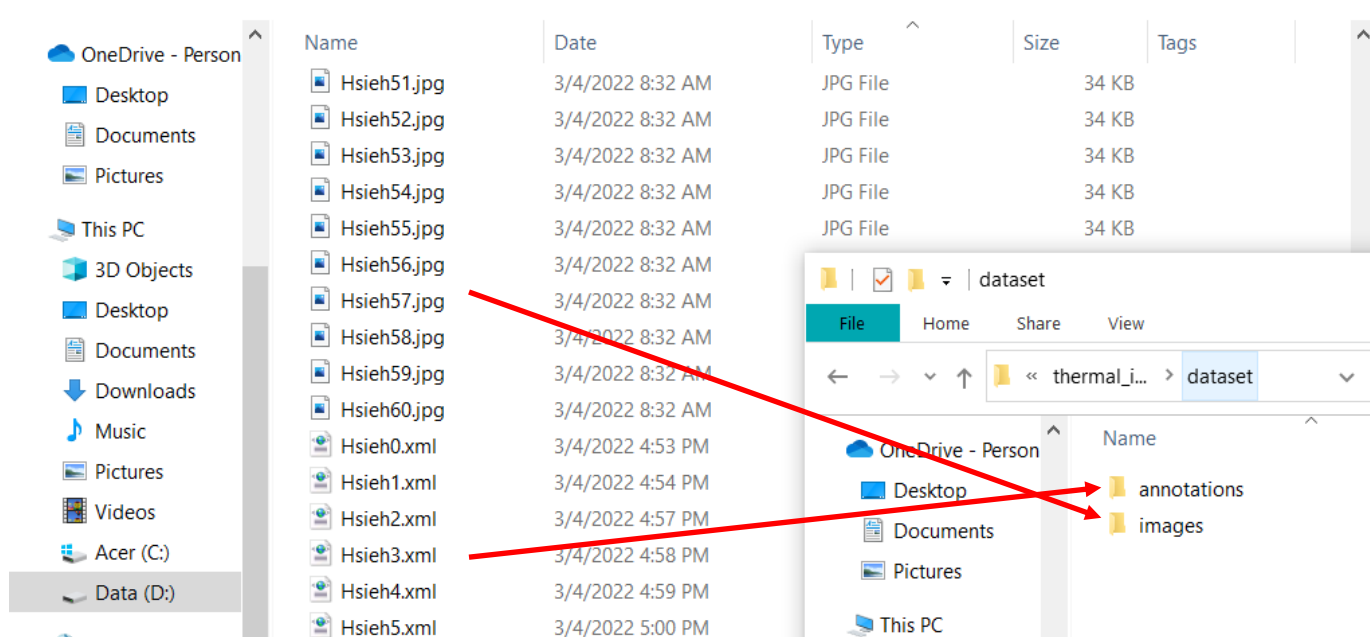 Name Date Type Size Tags
OneDrive - Person
Desktop
Documents
Pictures
This PC
3D Objects
Desktop
Documents
Downloads
Music
Pictures
Videos
Acer (C:)
Data (D:)
Hsieh51.jpg 3/4/2022 8:32 AM JPG File 34 KB
Hsieh52.jpg 3/4/2022 8:32 AM JPG File 34 KB
Hsieh53.jpg 3/4/2022 8:32 AM JPG File 34 KB
Hsieh54.jpg 3/4/2022 8:32 AM JPG File 34 KB
Hsieh55.jpg 3/4/2022 8:32 AM JPG File 34 KB
Hsieh56.jpg 3/4/2022 8:32 AM
Hsieh57.jpg 3/4/2022 8:32 AM
Hsieh58.jpg 3/4/2022 8:32 AM
Hsieh59.jpg 3/4/2022 8:32 AM
Hsieh60.jpg 3/4/2022 8:32 AM
Hsieh0.xml 3/4/2022 4:53 PM
Hsieh1.xml 3/4/2022 4:54 PM
Hsieh2.xml 3/4/2022 4:57 PM
Hsieh3.xml 3/4/2022 4:58 PM
Hsieh4.xml 3/4/2022 4:59 PM
Hsieh5.xml 3/4/2022 5:00 PM
dataset
File Home Share View
« thermal_i... > dataset
OneDrive - Person
Desktop
Documents
Pictures
This PC
Name
annotations
images